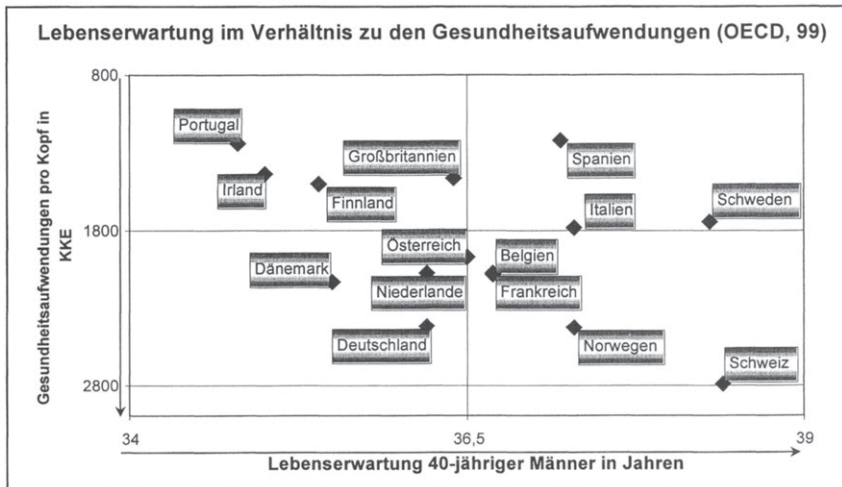 Lebenserwartung im Verhältnis zu den Gesundheitsaufwendungen (OECD, 99)
Gesundheitsaufwendungen pro Kopf in
KKE
800
Portugal
Großbritannien
Spanien
Irland
Finnland
Italien
Schweden
1800
Österreich
Belgien
Dänemark
Niederlande
Frankreich
Deutschland
Norwegen
Schweiz
2800
34
36,5
39
Lebenserwartung 40-jähriger Männer in Jahren